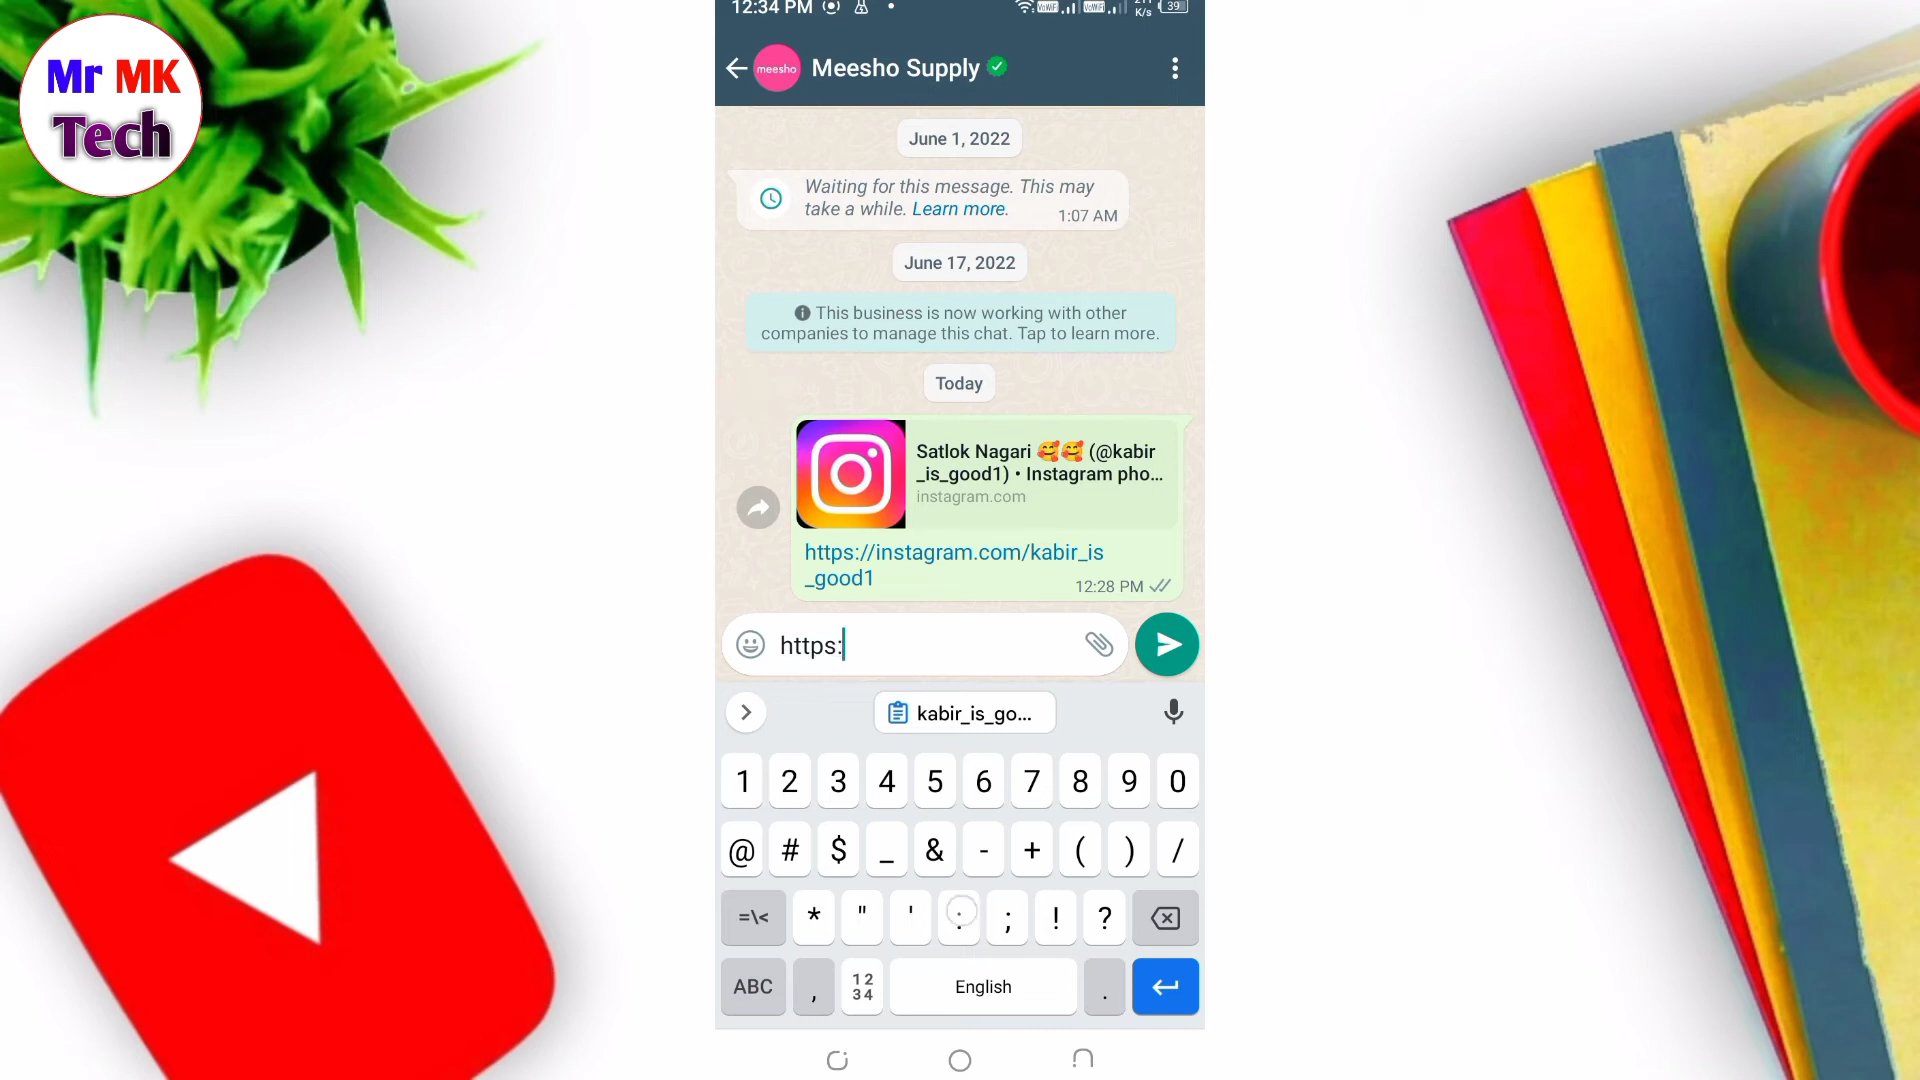 Mr MK
Tech
12:34 PM
K/s
39
meesho
Meesho Supply
June 1, 2022
Waiting for this message. This may
take a while. Learn more.
1:07 AM
June 17, 2022
This business is now working with other
companies to manage this chat. Tap to learn more.
Today
Satlok Nagari 🥰🥰 (@kabir
_is_good1) • Instagram pho...
instagram.com
https://instagram.com/kabir_is
_good1
12:28 PM
https:
kabir_is_go...
1 2 3 4 5 6 7 8 9 0
@ # $ _ & - + ( ) /
=\< * " ' : ; ! ?
ABC , 12 34 English .